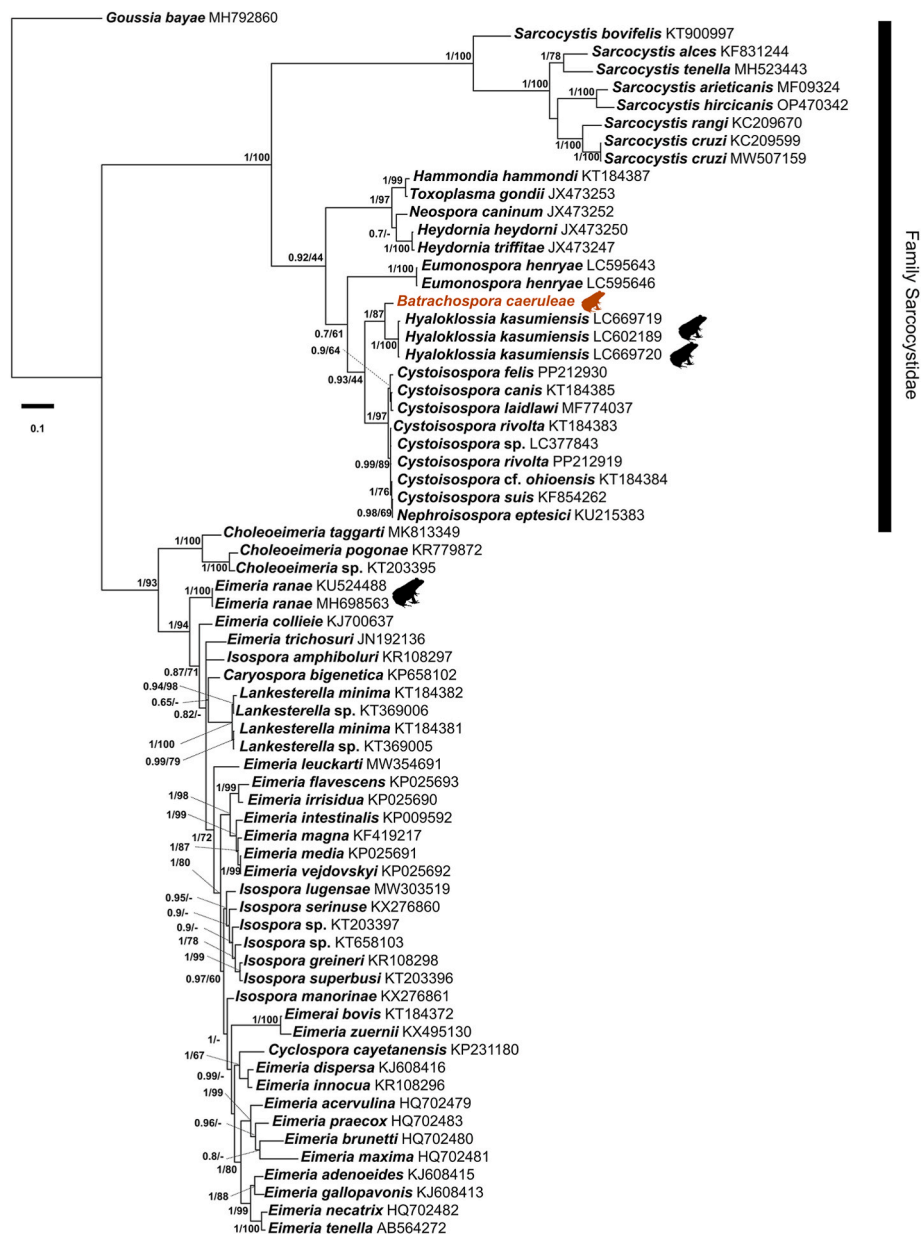 Goussia bayae MH792860
Sarcocystis bovifelis KT900997
Sarcocystis alces KF831244
1/78
Sarcocystis tenella MH523443
1/100
1/100
Sarcocystis arieticanis MF09324
1/100
Sarcocystis hircicanis OP470342
Sarcocystis rangi KC209670
1/100
Sarcocystis cruzi KC209599
1/100
Sarcocystis cruzi MW507159
1/100
Hammondia hammondi KT184387
1/99
Toxoplasma gondii JX473253
1/97
Neospora caninum JX473252
0.7/-
Heydornia heydorni JX473250
1/100
Heydornia triffitae JX473247
0.92/44
Eumonospora henryae LC595643
1/100
Eumonospora henryae LC595646
Batrachospora caeruleae
1/87
Hyaloklossia kasumiensis LC669719
0.7/61
Hyaloklossia kasumiensis LC602189
1/100
0.9/64
Hyaloklossia kasumiensis LC669720
Cystoisospora felis PP212930
0.93/44
Cystoisospora canis KT184385
Cystoisospora laidlawi MF774037
1/97
Cystoisospora rivolta KT184383
Cystoisospora sp. LC377843
0.99/89
Cystoisospora rivolta PP212919
Cystoisospora cf. ohioensis KT184384
1/76
Cystoisospora suis KF854262
0.98/69
Nephroisospora eptesici KU215383
Family Sarcocystidae
0.1
Choleoeimeria taggarti MK813349
1/100
Choleoeimeria pogonae KR779872
1/100
Choleoeimeria sp. KT203395
1/93
Eimeria ranae KU524488
1/100
Eimeria ranae MH698563
1/94
Eimeria collieie KJ700637
Eimeria trichosuri JN192136
Isospora amphiboluri KR108297
0.87/71
Caryospora bigenetica KP658102
0.94/98
Lankesterella minima KT184382
0.65/-
Lankesterella sp. KT369006
0.82/-
Lankesterella minima KT184381
1/100
Lankesterella sp. KT369005
0.99/79
Eimeria leuckarti MW354691
Eimeria flavescens KP025693
1/99
1/98
Eimeria irrisidua KP025690
1/99
Eimeria intestinalis KP009592
1/72
Eimeria magna KF419217
1/87
Eimeria media KP025691
1/80
1/99
Eimeria vejdovskyi KP025692
Isospora lugensae MW303519
0.95/-
Isospora serinuse KX276860
0.9/-
Isospora sp. KT203397
0.9/-
Isospora sp. KT658103
1/78
Isospora greineri KR108298
1/99
Isospora superbusi KT203396
0.97/60
Isospora manorinae KX276861
Eimerai bovis KT184372
1/100
Eimeria zuernii KX495130
1/-
Cyclospora cayetanensis KP231180
1/67
Eimeria dispersa KJ608416
0.99/-
Eimeria innocua KR108296
1/99
Eimeria acervulina HQ702479
Eimeria praecox HQ702483
0.96/-
Eimeria brunetti HQ702480
0.8/-
Eimeria maxima HQ702481
1/80
Eimeria adenoeides KJ608415
1/88
Eimeria gallopavonis KJ608413
1/99
Eimeria necatrix HQ702482
1/100
Eimeria tenella AB564272